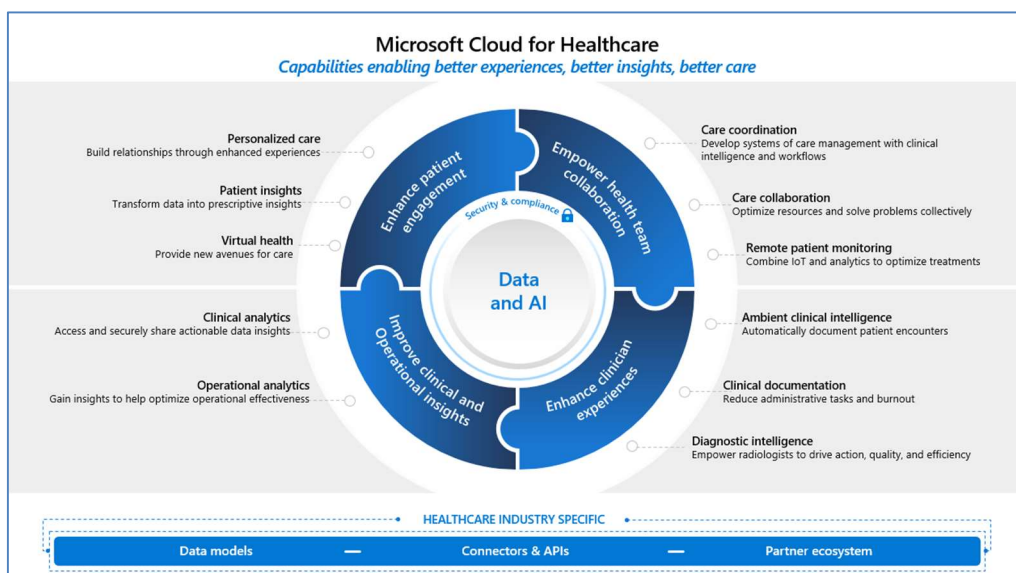 Microsoft Cloud for Healthcare
Capabilities enabling better experiences, better insights, better care
Personalized care
Build relationships through enhanced experiences
Patient insights
Transform data into prescriptive insights
Virtual health
Provide new avenues for care
Clinical analytics
Access and securely share actionable data insights
Operational analytics
Gain insights to help optimize operational effectiveness
Enhance patient
engagement
Empower health team
collaboration
Security & compliance
Data
and AI
Improve clinical and
Operational insights
Enhance clinician
experiences
Care coordination
Develop systems of care management with clinical
intelligence and workflows
Care collaboration
Optimize resources and solve problems collectively
Remote patient monitoring
Combine IoT and analytics to optimize treatments
Ambient clinical intelligence
Automatically document patient encounters
Clinical documentation
Reduce administrative tasks and burnout
Diagnostic intelligence
Empower radiologists to drive action, quality, and efficiency
HEALTHCARE INDUSTRY SPECIFIC
Data models — Connectors & APIs — Partner ecosystem